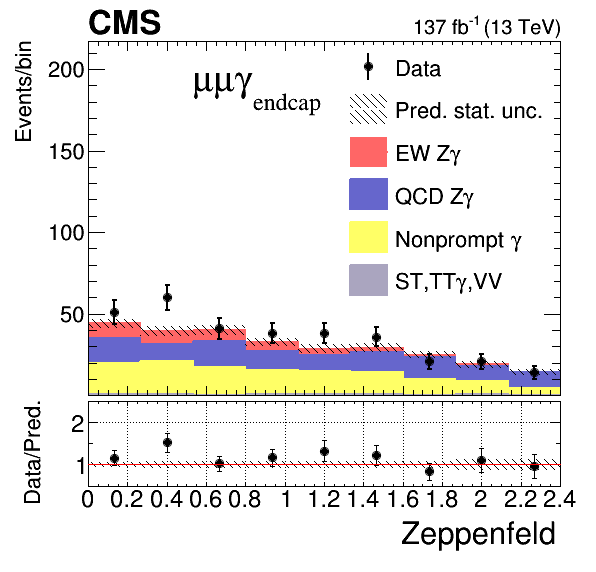 CMS 137 fb⁻¹ (13 TeV)
Events/bin
200
150
100
50
μμγ endcap
Data
Pred. stat. unc.
EW Zγ
QCD Zγ
Nonprompt γ
ST,TTγ,VV
Data/Pred.
2
1
0 0.2 0.4 0.6 0.8 1 1.2 1.4 1.6 1.8 2 2.2 2.4
Zeppenfeld